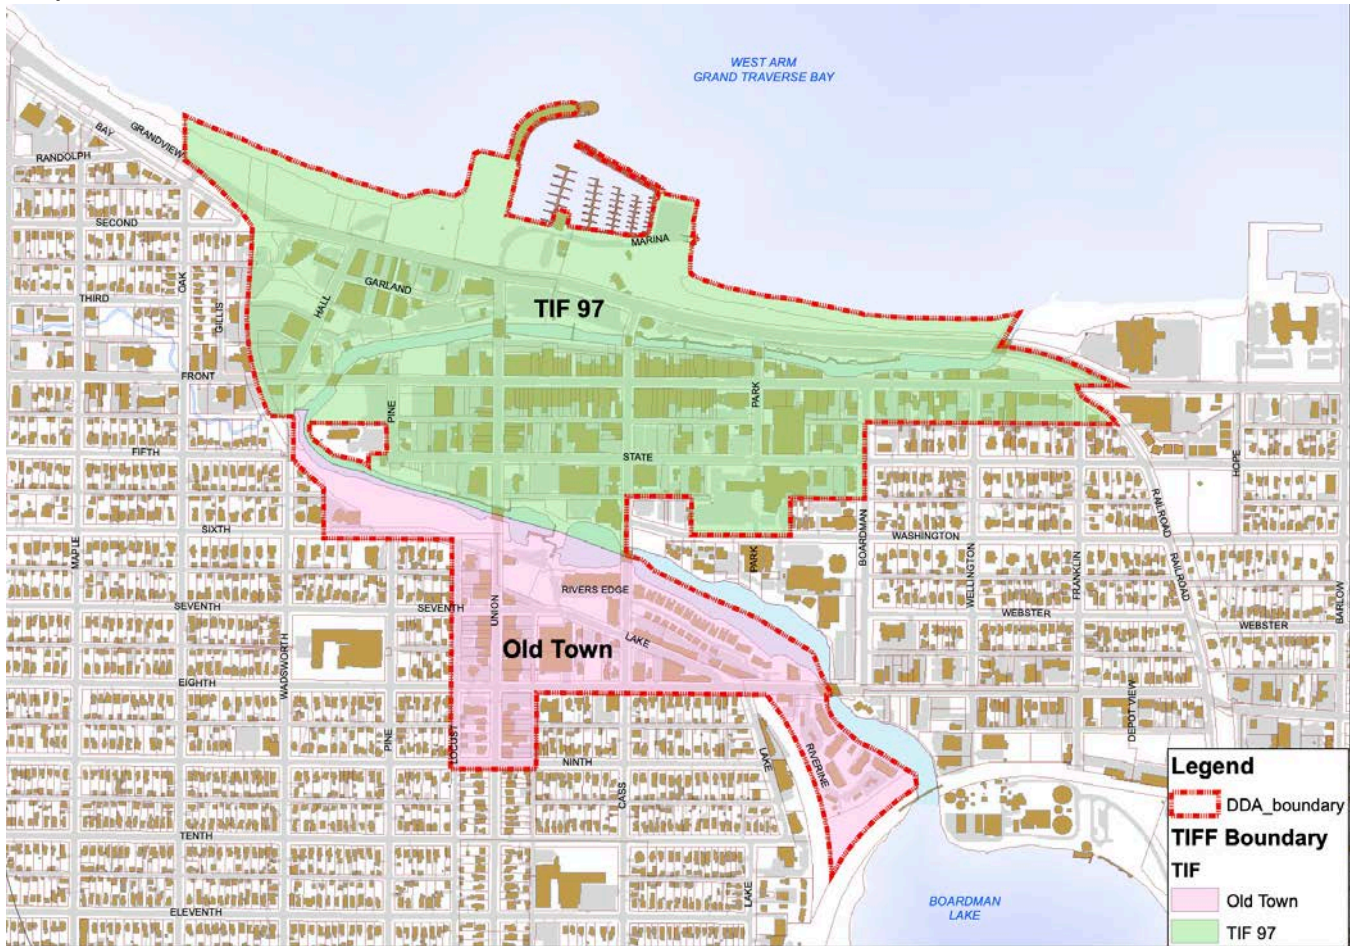 WEST ARM
GRAND TRAVERSE BAY
BAY
GRANDVIEW
RANDOLPH
SECOND
MARINA
OAK
GARLAND
THIRD
HALL
GILLIS
TIF 97
FRONT
PINE
PARK
FIFTH
STATE
HOPE
RAILROAD
SIXTH
BOARDMAN
WASHINGTON
MAPLE
PARK
RAILROAD
RIVERS EDGE
WELLINGTON
FRANKLIN
BARLOW
SEVENTH
SEVENTH
UNION
WEBSTER
WEBSTER
LAKE
WADSWORTH
Old Town
EIGHTH
DEPOT VIEW
PINE
LOCUST
NINTH
LAKE
RIVERINE
CASS
TENTH
LAKE
ELEVENTH
BOARDMAN
LAKE
Legend
DDA_boundary
TIFF Boundary
TIF
Old Town
TIF 97